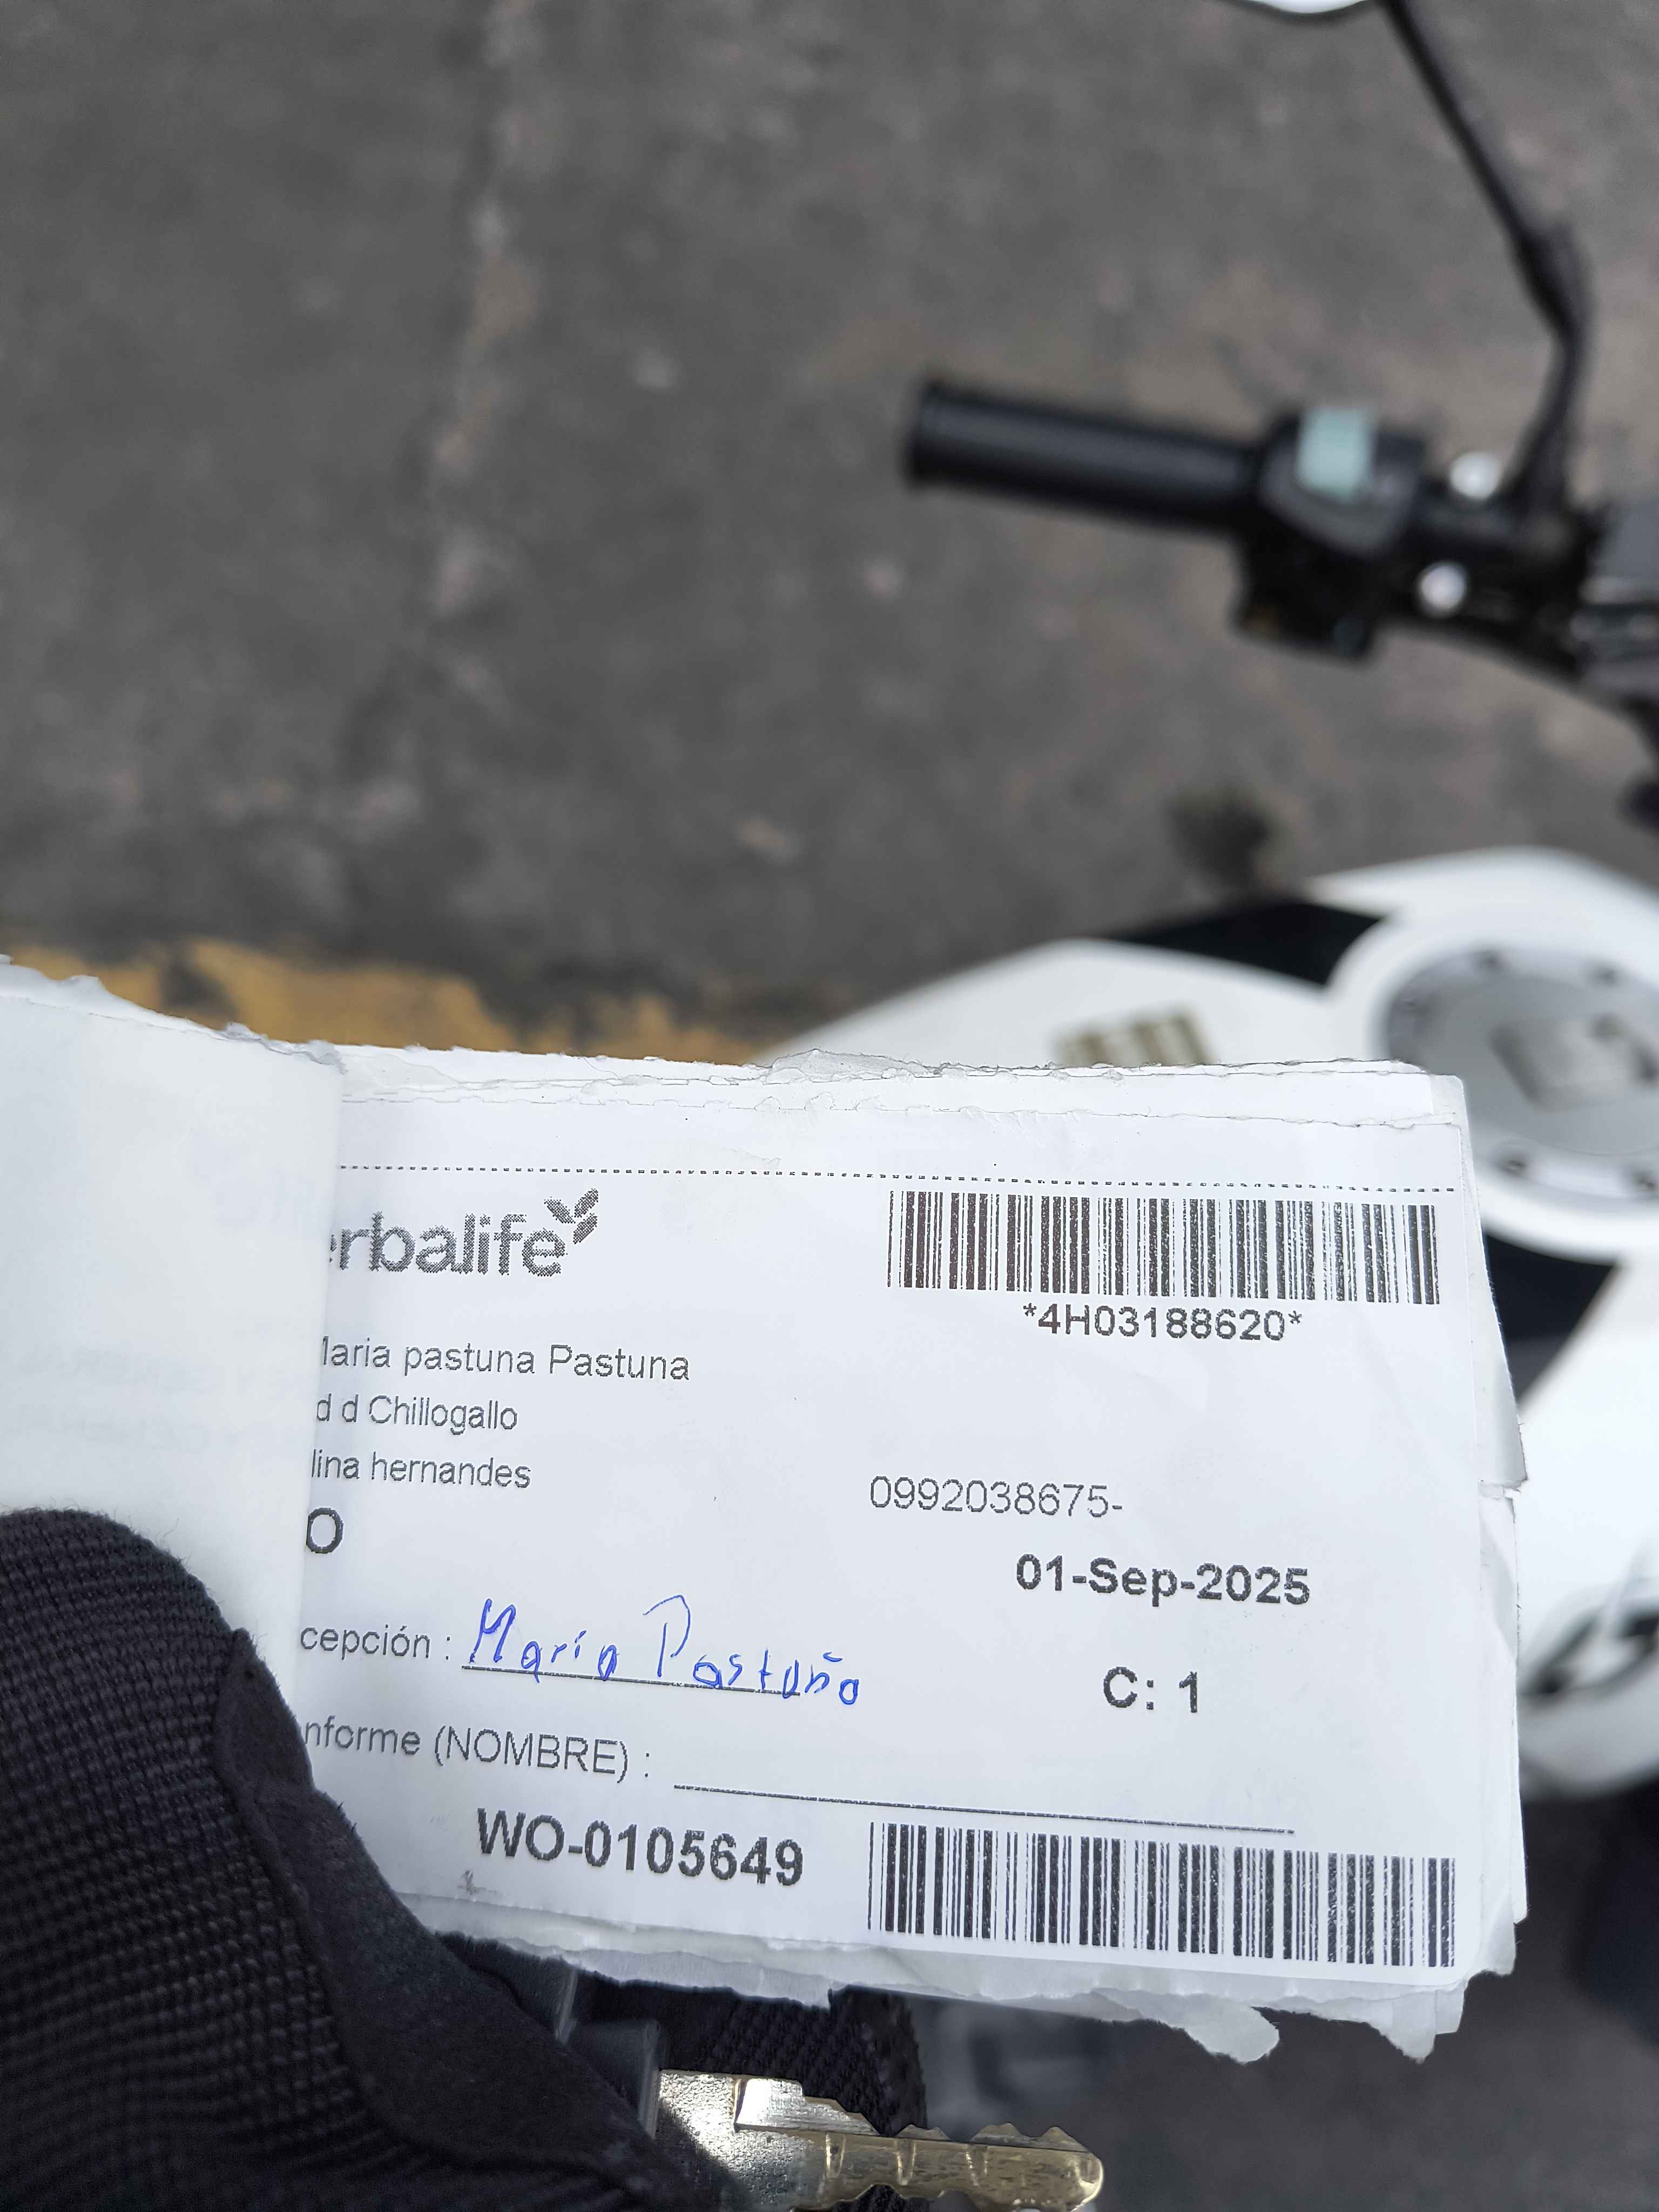 erbalife
*4H03188620*
Maria pastuna Pastuna
d d Chillogallo
lina hernandes
0992038675-
O
01-Sep-2025
cepción : María Pastuña
C: 1
nforme (NOMBRE) :
WO-0105649